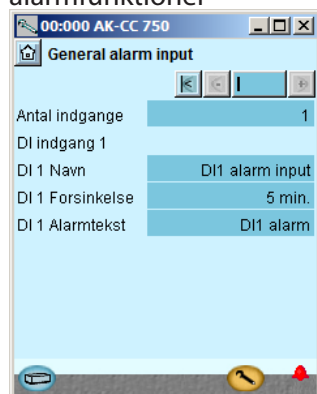 alarmfunktioner
00:000 AK-CC 750
General alarm input
Antal indgange 1
DI indgang 1
DI 1 Navn DI1 alarm input
DI 1 Forsinkelse 5 min.
DI 1 Alarmtekst DI1 alarm